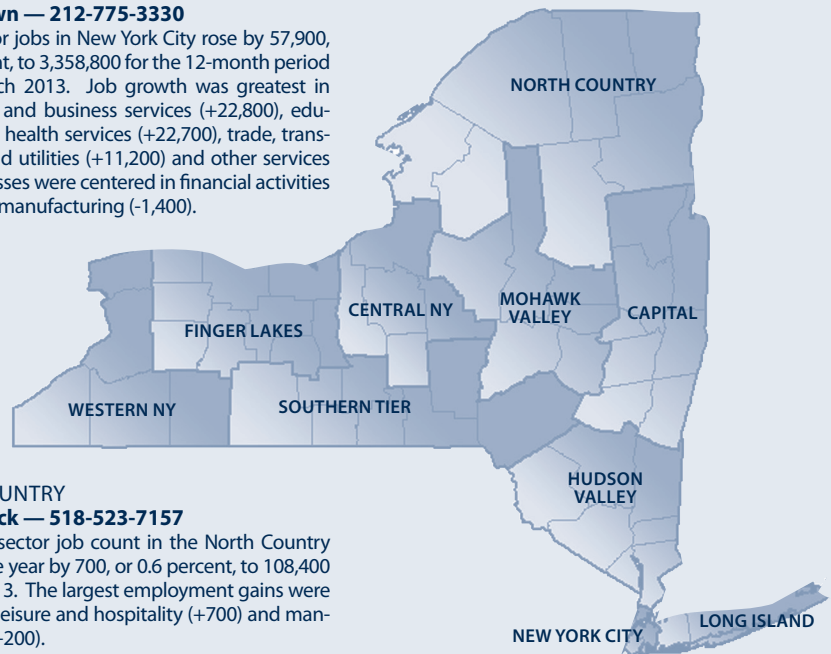 wn — 212-775-3330
or jobs in New York City rose by 57,900,
nt, to 3,358,800 for the 12-month period
ch 2013. Job growth was greatest in
and business services (+22,800), edu-
health services (+22,700), trade, trans-
d utilities (+11,200) and other services
sses were centered in financial activities
manufacturing (-1,400).
NORTH COUNTRY
FINGER LAKES
CENTRAL NY
MOHAWK
VALLEY
CAPITAL
WESTERN NY
SOUTHERN TIER
HUDSON
VALLEY
UNTRY
ck — 518-523-7157
sector job count in the North Country
e year by 700, or 0.6 percent, to 108,400
3. The largest employment gains were
eisure and hospitality (+700) and man-
+200).
NEW YORK CITY
LONG ISLAND